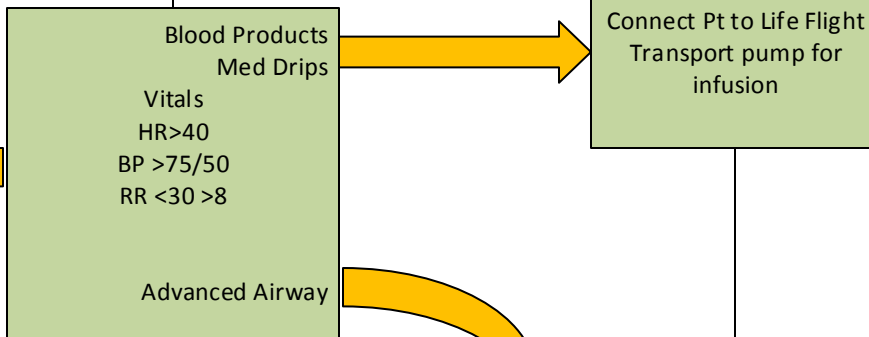 Blood Products
Med Drips
Vitals
HR>40
BP >75/50
RR <30 >8
Advanced Airway
Connect Pt to Life Flight
Transport pump for
infusion